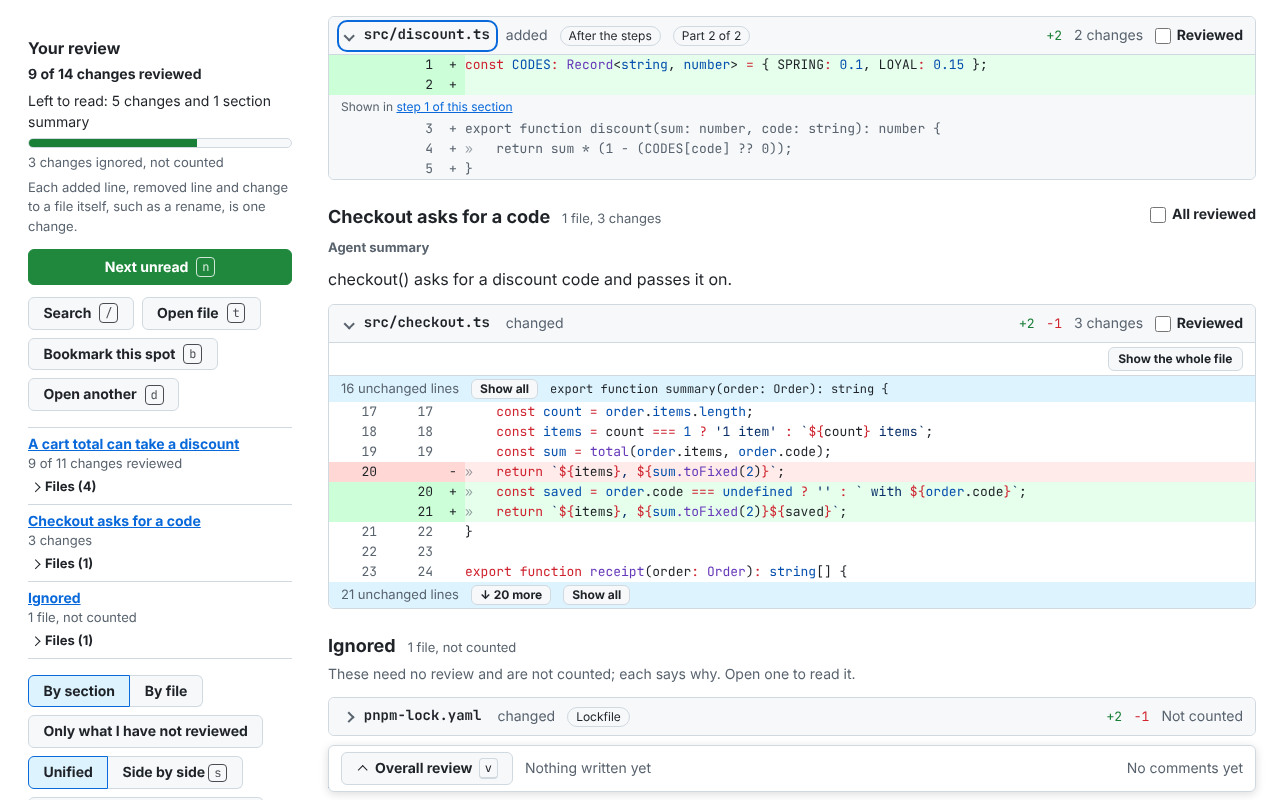 Your review
9 of 14 changes reviewed
Left to read: 5 changes and 1 section
summary
3 changes ignored, not counted
Each added line, removed line and change
to a file itself, such as a rename, is one
change.
Next unread n
Search / Open file t
Bookmark this spot b
Open another d
A cart total can take a discount
9 of 11 changes reviewed
Files (4)
Checkout asks for a code
3 changes
Files (1)
Ignored
1 file, not counted
Files (1)
By section By file
Only what I have not reviewed
Unified Side by side s
src/discount.ts added After the steps Part 2 of 2 +2 2 changes Reviewed
1 + const CODES: Record<string, number> = { SPRING: 0.1, LOYAL: 0.15 };
2 +
Shown in step 1 of this section
3 + export function discount(sum: number, code: string): number {
4 + »   return sum * (1 - (CODES[code] ?? 0));
5 + }
Checkout asks for a code 1 file, 3 changes All reviewed
Agent summary
checkout() asks for a discount code and passes it on.
src/checkout.ts changed +2 -1 3 changes Reviewed
Show the whole file
16 unchanged lines Show all export function summary(order: Order): string {
17 17 const count = order.items.length;
18 18 const items = count === 1 ? '1 item' : `${count} items`;
19 19 const sum = total(order.items, order.code);
20 - »   return `${items}, ${sum.toFixed(2)}`;
20 + »   const saved = order.code === undefined ? '' : ` with ${order.code}`;
21 + »   return `${items}, ${sum.toFixed(2)}${saved}`;
21 22 }
22 23
23 24 export function receipt(order: Order): string[] {
21 unchanged lines ↓ 20 more Show all
Ignored 1 file, not counted
These need no review and are not counted; each says why. Open one to read it.
pnpm-lock.yaml changed Lockfile +2 -1 Not counted
Overall review v Nothing written yet No comments yet